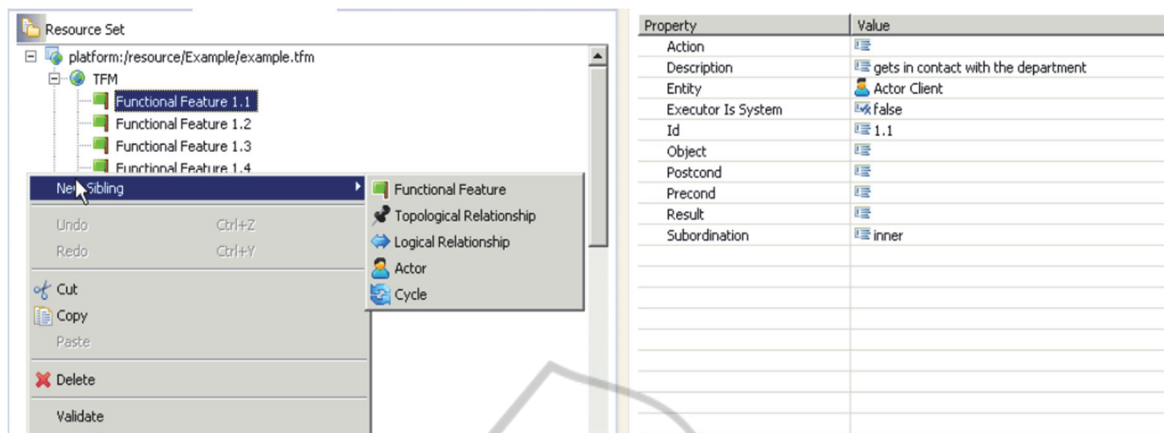 Resource Set
platform:/resource/Example/example.tfm
TFM
Functional Feature 1.1
Functional Feature 1.2
Functional Feature 1.3
Functional Feature 1.4
New Sibling
Undo Ctrl+Z
Redo Ctrl+Y
Cut
Copy
Paste
Delete
Validate
Functional Feature
Topological Relationship
Logical Relationship
Actor
Cycle
Property Value
Action
Description gets in contact with the department
Entity Actor Client
Executor Is System false
Id 1.1
Object
Postcond
Precond
Result
Subordination inner